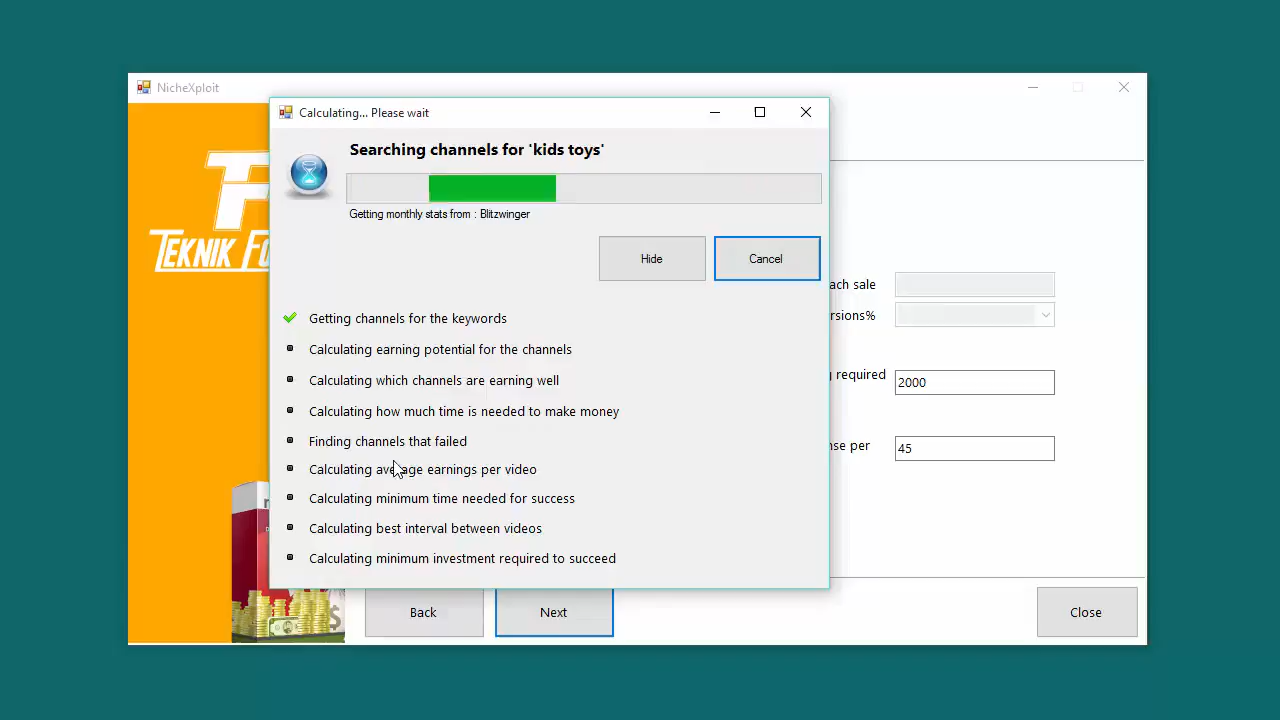 NicheXploit
Calculating... Please wait
Searching channels for 'kids toys'
Getting monthly stats from : Blitzwinger
Hide
Cancel
TEKNIK
Getting channels for the keywords
Calculating earning potential for the channels
Calculating which channels are earning well
Calculating how much time is needed to make money
Finding channels that failed
Calculating average earnings per video
Calculating minimum time needed for success
Calculating best interval between videos
Calculating minimum investment required to succeed
ach sale
rsions%
required
2000
nse per
45
Back
Next
Close